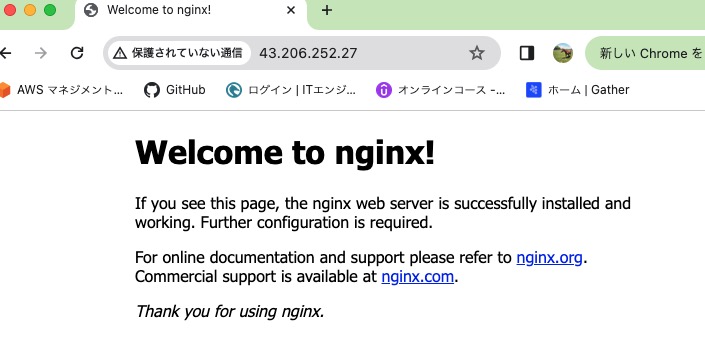 Welcome to nginx!
保護されていない通信 43.206.252.27 新しい Chrome を
AWS マネジメント... GitHub ログイン | ITエンジ... オンラインコース -... ホーム | Gather
Welcome to nginx!
If you see this page, the nginx web server is successfully installed and
working. Further configuration is required.
For online documentation and support please refer to nginx.org.
Commercial support is available at nginx.com.
Thank you for using nginx.